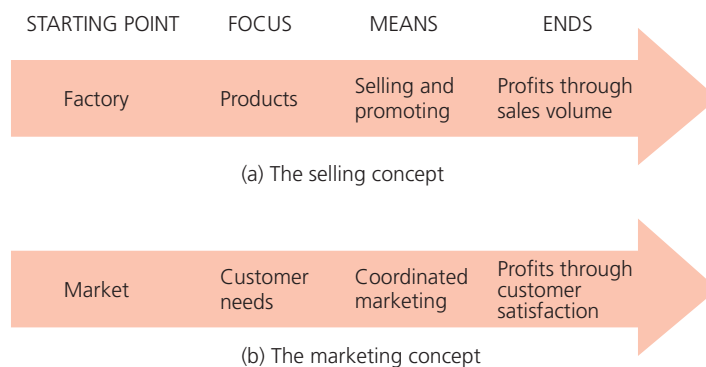 STARTING POINT FOCUS MEANS ENDS
Factory Products Selling and promoting Profits through sales volume
(a) The selling concept
Market Customer needs Coordinated marketing Profits through customer satisfaction
(b) The marketing concept